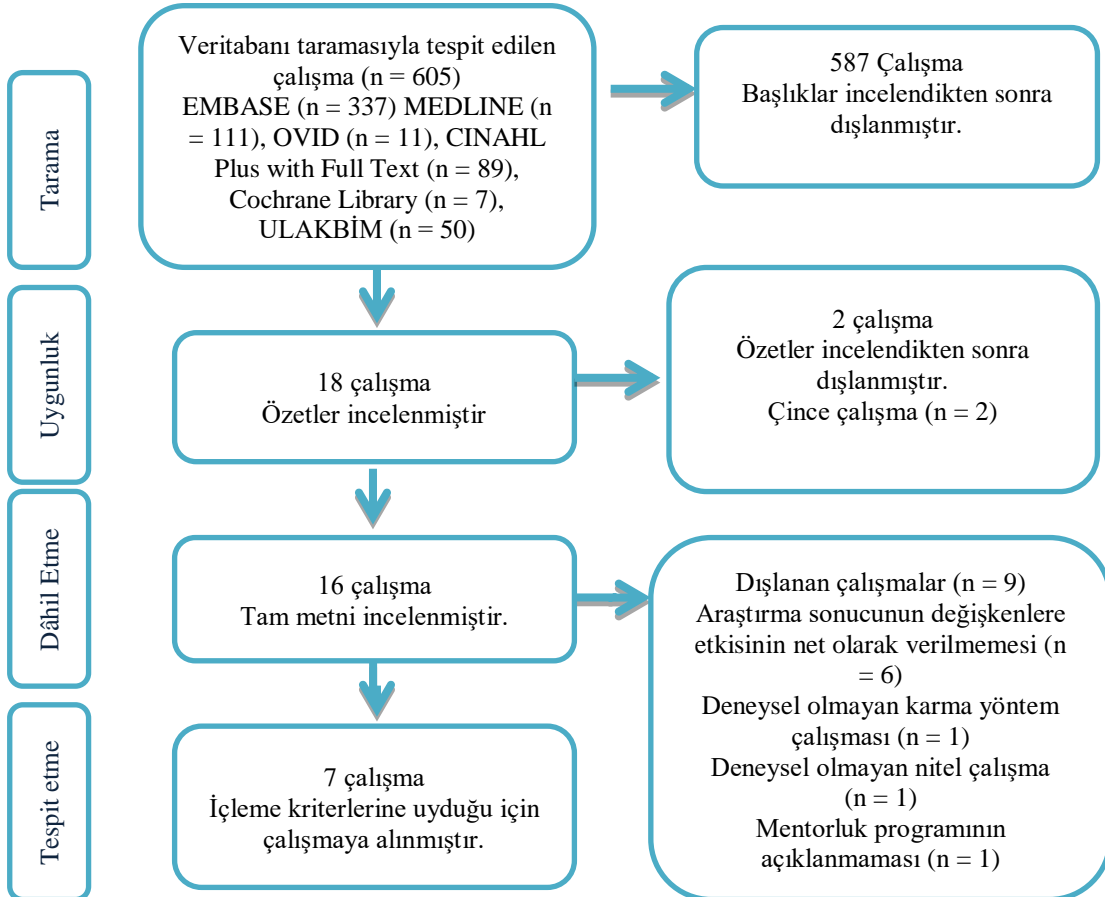 Tarama
Veritabanı taramasıyla tespit edilen
çalışma (n = 605)
EMBASE (n = 337) MEDLINE (n
= 111), OVID (n = 11), CINAHL
Plus with Full Text (n = 89),
Cochrane Library (n = 7),
ULAKBİM (n = 50)
587 Çalışma
Başlıklar incelendikten sonra
dışlanmıştır.
Uygunluk
18 çalışma
Özetler incelenmiştir
2 çalışma
Özetler incelendikten sonra
dışlanmıştır.
Çince çalışma (n = 2)
Dâhil Etme
16 çalışma
Tam metni incelenmiştir.
Dışlanan çalışmalar (n = 9)
Araştırma sonucunun değişkenlere
etkisinin net olarak verilmemesi (n
= 6)
Deneysel olmayan karma yöntem
çalışması (n = 1)
Deneysel olmayan nitel çalışma
(n = 1)
Mentorluk programının
açıklanmaması (n = 1)
Tespit etme
7 çalışma
İçleme kriterlerine uyduğu için
çalışmaya alınmıştır.